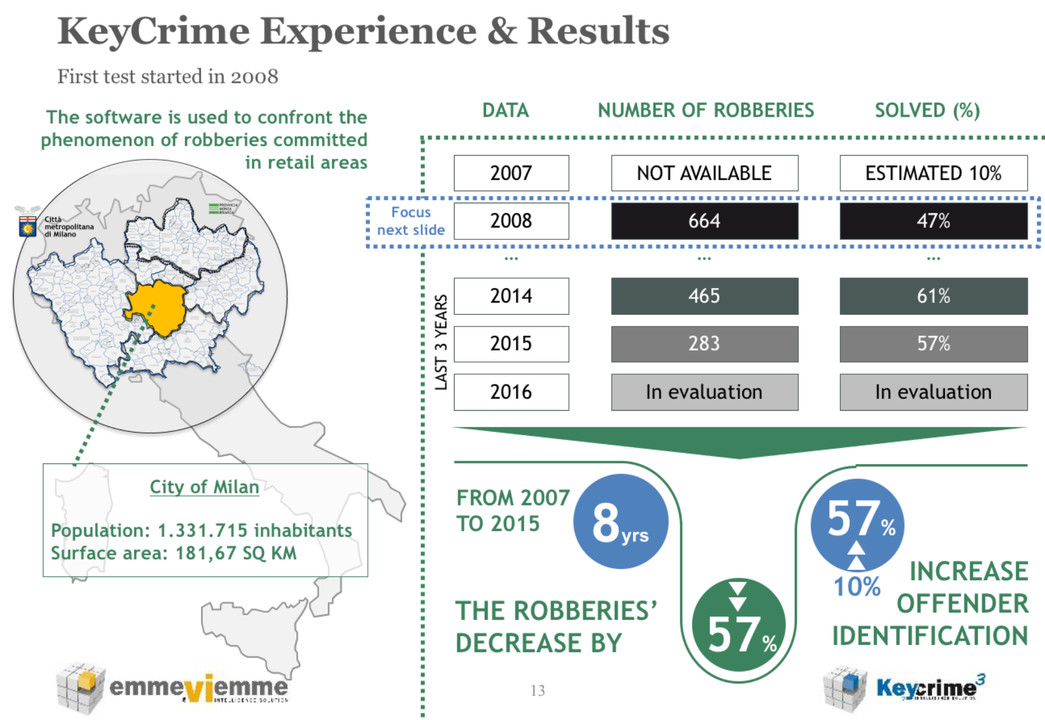 KeyCrime Experience & Results
First test started in 2008
The software is used to confront the
phenomenon of robberies committed
in retail areas
Città
metropolitana
di Milano
City of Milan
Population: 1.331.715 inhabitants
Surface area: 181,67 SQ KM
DATA NUMBER OF ROBBERIES SOLVED (%)
2007 NOT AVAILABLE ESTIMATED 10%
Focus
next slide
2008 664 47%
... ... ...
LAST 3 YEARS
2014 465 61%
2015 283 57%
2016 In evaluation In evaluation
FROM 2007
TO 2015
8 yrs
THE ROBBERIES’
DECREASE BY
57%
57%
10%
INCREASE
OFFENDER
IDENTIFICATION
emmeviemme
INTELLIGENCE SOLUTION
13
Keycrime3